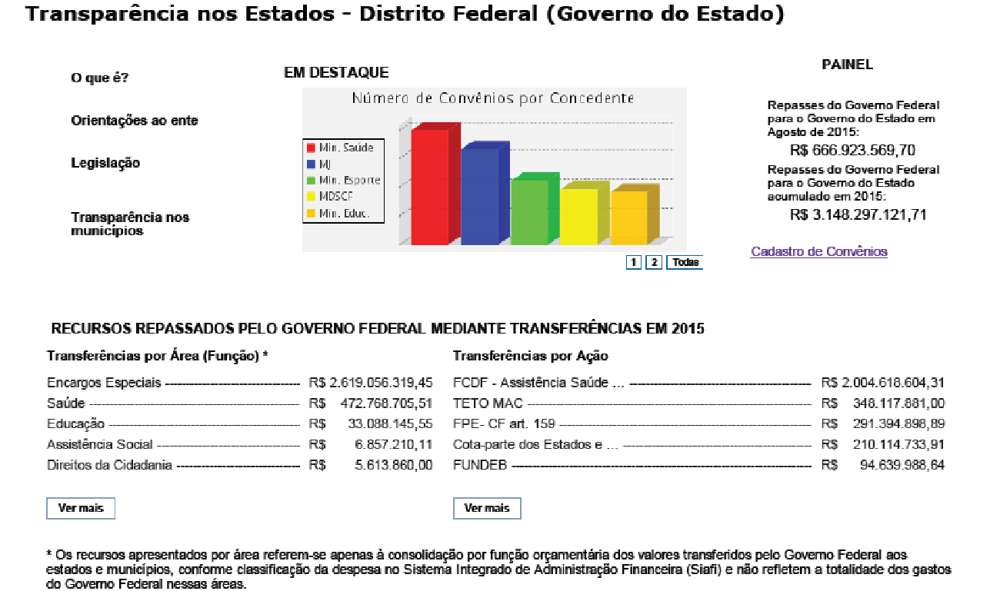 Transparência nos Estados - Distrito Federal (Governo do Estado)
O que é?
Orientações ao ente
Legislação
Transparência nos
municípios
EM DESTAQUE
Número de Convênios por Concedente
Min. Saúde
MJ
Min. Esporte
MDSCF
Min. Educ.
1 2 Todas
PAINEL
Repasses do Governo Federal
para o Governo do Estado em
Agosto de 2015:
R$ 666.923.569,70
Repasses do Governo Federal
para o Governo do Estado
acumulado em 2015:
R$ 3.148.297.121,71
Cadastro de Convênios
RECURSOS REPASSADOS PELO GOVERNO FEDERAL MEDIANTE TRANSFERÊNCIAS EM 2015
Transferências por Área (Função) *
Encargos Especiais R$ 2.619.056.319,45
Saúde R$ 472.768.705,51
Educação R$ 33.088.145,55
Assistência Social R$ 6.857.210,11
Direitos da Cidadania R$ 5.613.860,00
Ver mais
Transferências por Ação
FCDF - Assistência Saúde ... R$ 2.004.618.604,31
TETO MAC R$ 348.117.881,00
FPE- CF art. 159 R$ 291.394.898,89
Cota-parte dos Estados e ... R$ 210.114.733,91
FUNDEB R$ 94.639.988,64
Ver mais
* Os recursos apresentados por área referem-se apenas à consolidação por função orçamentária dos valores transferidos pelo Governo Federal aos
estados e municípios, conforme classificação da despesa no Sistema Integrado de Administração Financeira (Siafi) e não refletem a totalidade dos gastos
do Governo Federal nessas áreas.